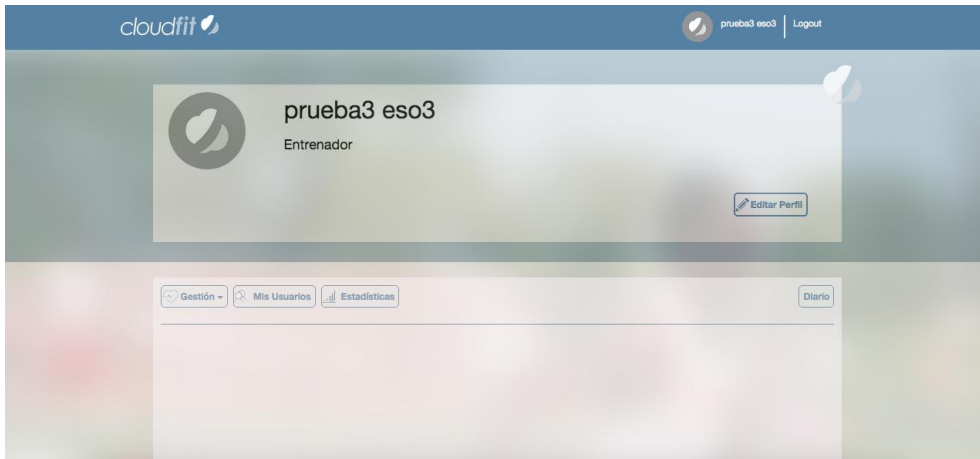 cloudfit
prueba3 eso3 Logout
prueba3 eso3
Entrenador
Editar Perfil
Gestión Mis Usuarios Estadísticas Diario